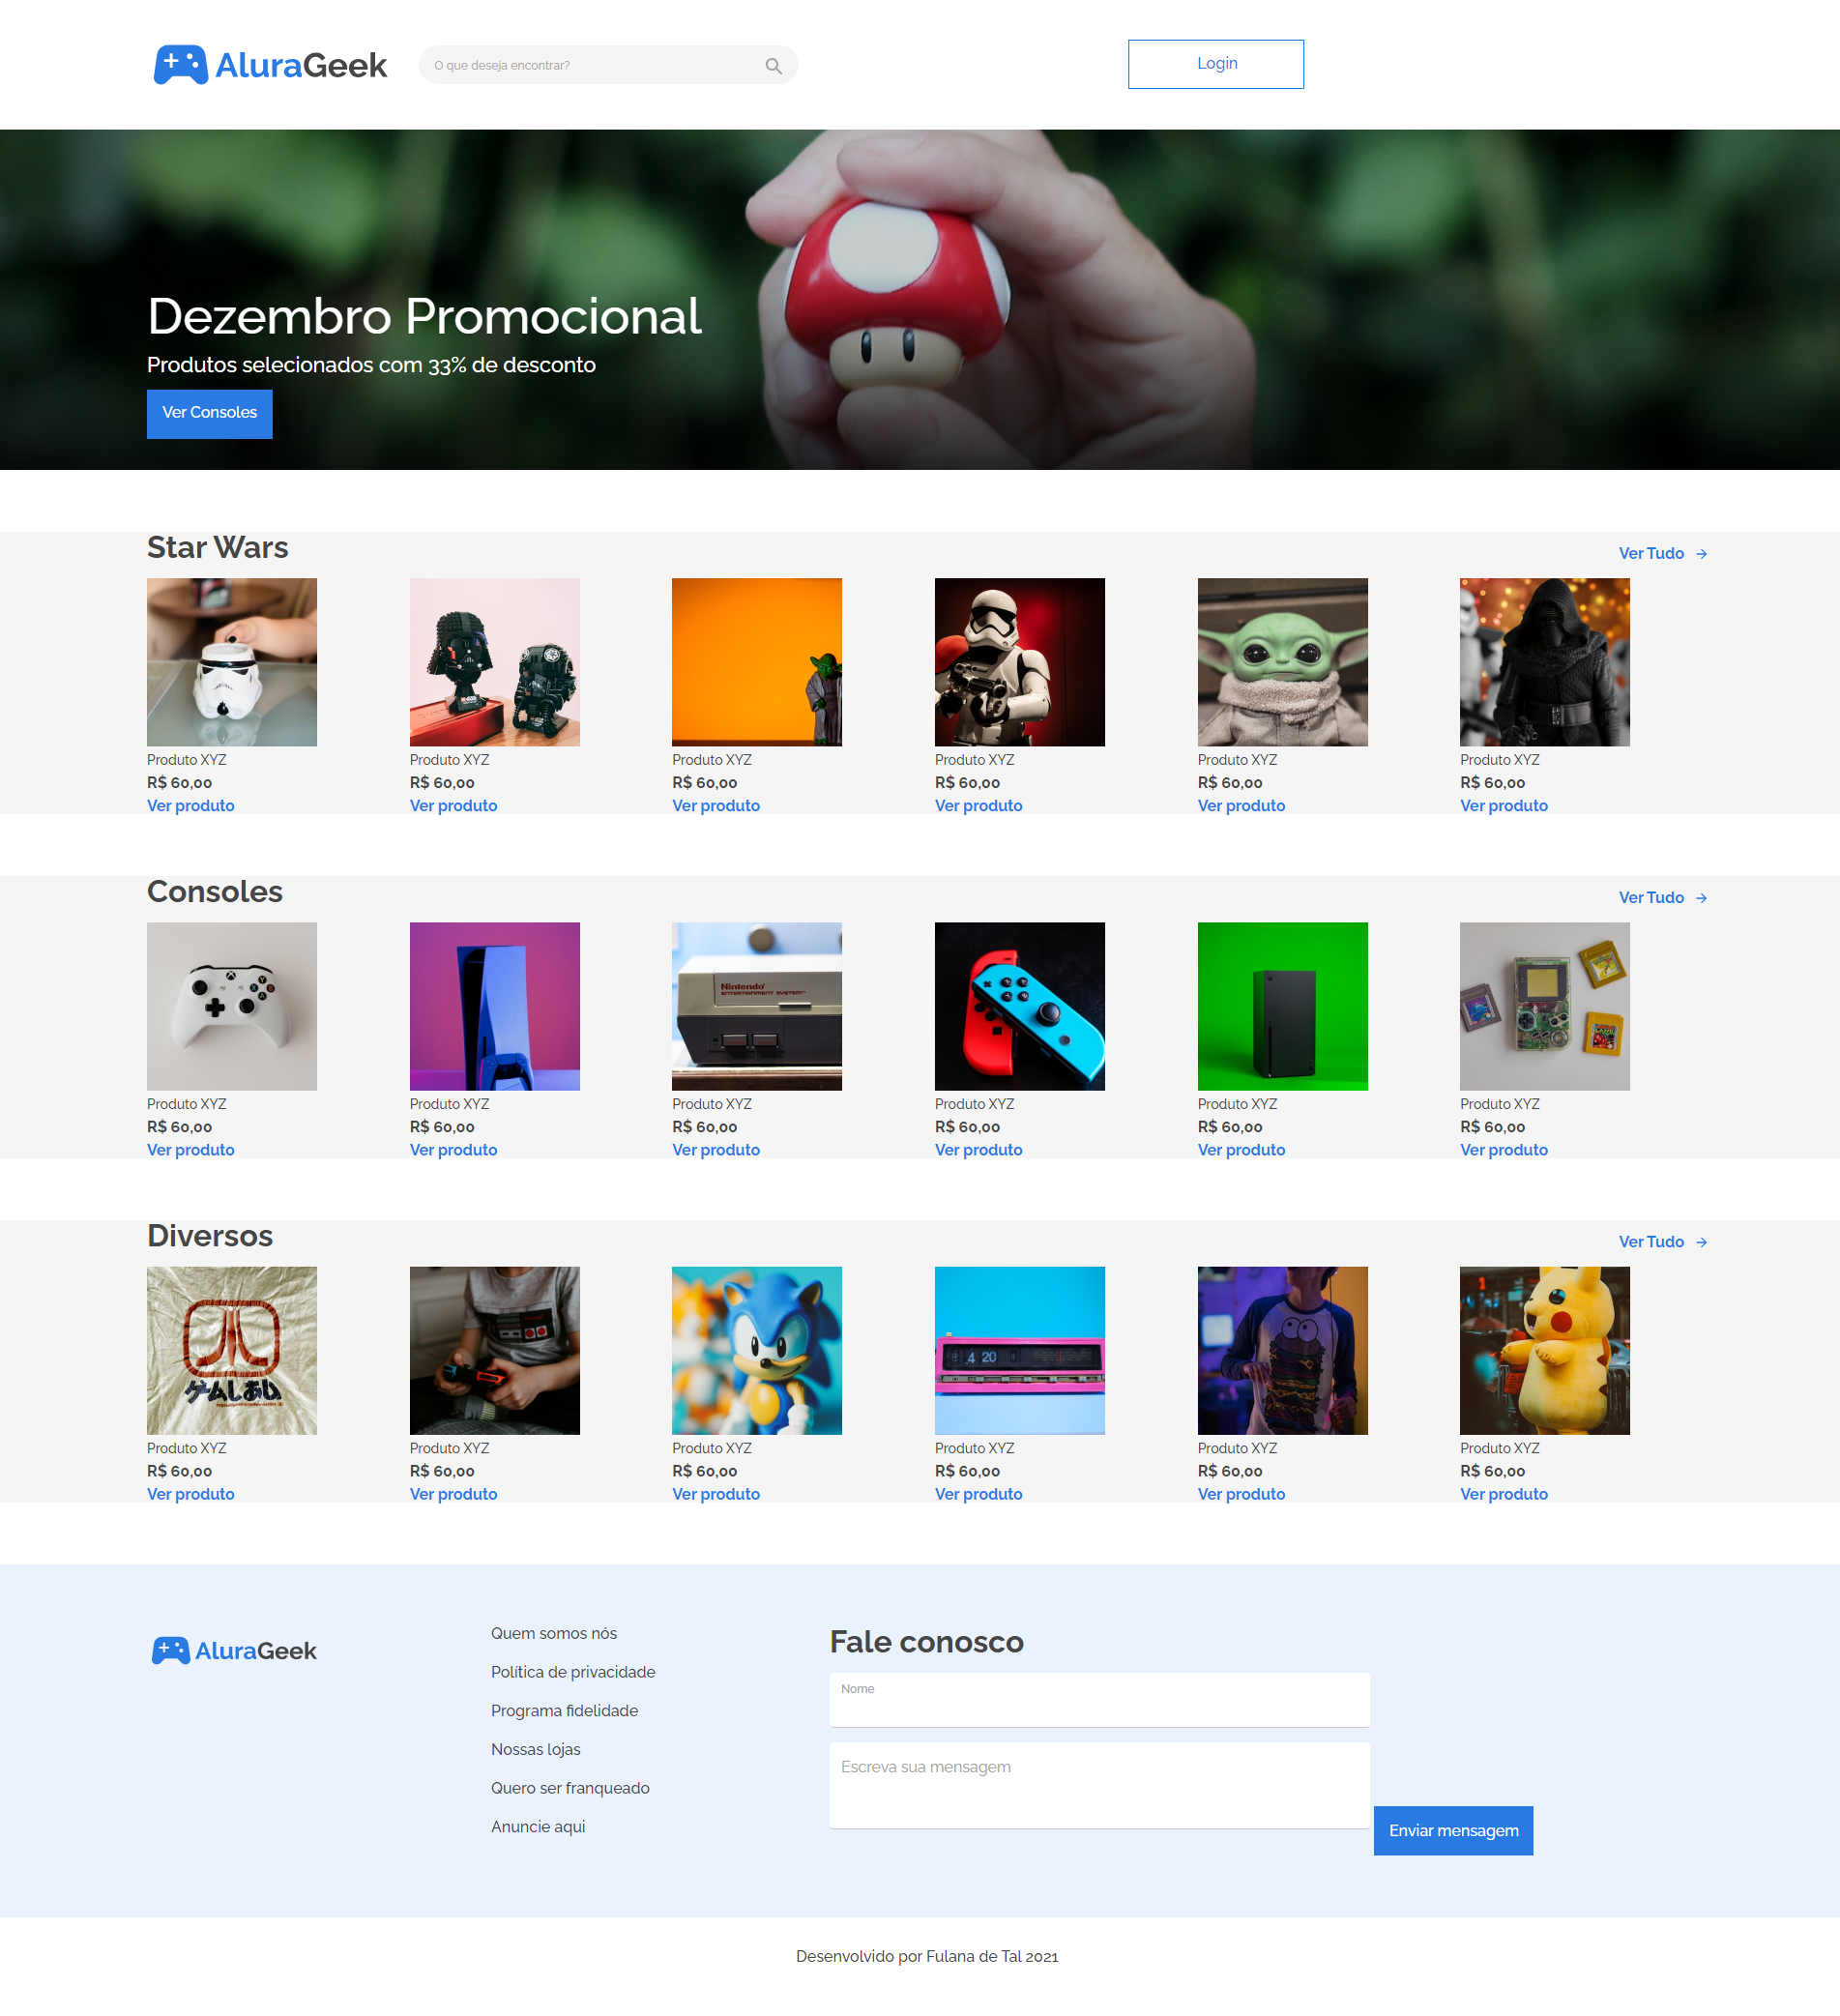 AluraGeek
O que deseja encontrar?
Login
Dezembro Promocional
Produtos selecionados com 33% de desconto
Ver Consoles
Star Wars
Ver Tudo →
Produto XYZ Produto XYZ Produto XYZ Produto XYZ Produto XYZ Produto XYZ
R$ 60,00 R$ 60,00 R$ 60,00 R$ 60,00 R$ 60,00 R$ 60,00
Ver produto Ver produto Ver produto Ver produto Ver produto Ver produto
Consoles
Ver Tudo →
Nintendo
ENTERTAINMENT SYSTEM
Produto XYZ Produto XYZ Produto XYZ Produto XYZ Produto XYZ Produto XYZ
R$ 60,00 R$ 60,00 R$ 60,00 R$ 60,00 R$ 60,00 R$ 60,00
Ver produto Ver produto Ver produto Ver produto Ver produto Ver produto
Diversos
Ver Tudo →
4 20
Produto XYZ Produto XYZ Produto XYZ Produto XYZ Produto XYZ Produto XYZ
R$ 60,00 R$ 60,00 R$ 60,00 R$ 60,00 R$ 60,00 R$ 60,00
Ver produto Ver produto Ver produto Ver produto Ver produto Ver produto
AluraGeek
Quem somos nós
Política de privacidade
Programa fidelidade
Nossas lojas
Quero ser franqueado
Anuncie aqui
Fale conosco
Nome
Escreva sua mensagem
Enviar mensagem
Desenvolvido por Fulana de Tal 2021